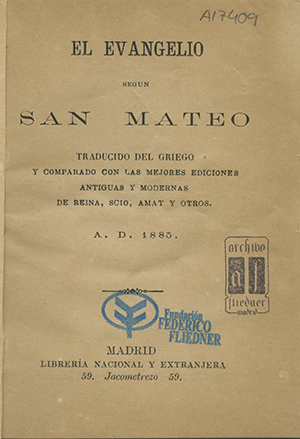 A17409
EL EVANGELIO
SEGUN
SAN MATEO
TRADUCIDO DEL GRIEGO
Y COMPARADO CON LAS MEJORES EDICIONES
ANTIGUAS Y MODERNAS
DE REINA, SCIO, AMAT Y OTROS.
A. D. 1885.
archivo
fliedner
madrid
Fundación
FEDERICO
FLIEDNER
MADRID
LIBRERÍA NACIONAL Y EXTRANJERA
59. Jacometrezo 59.